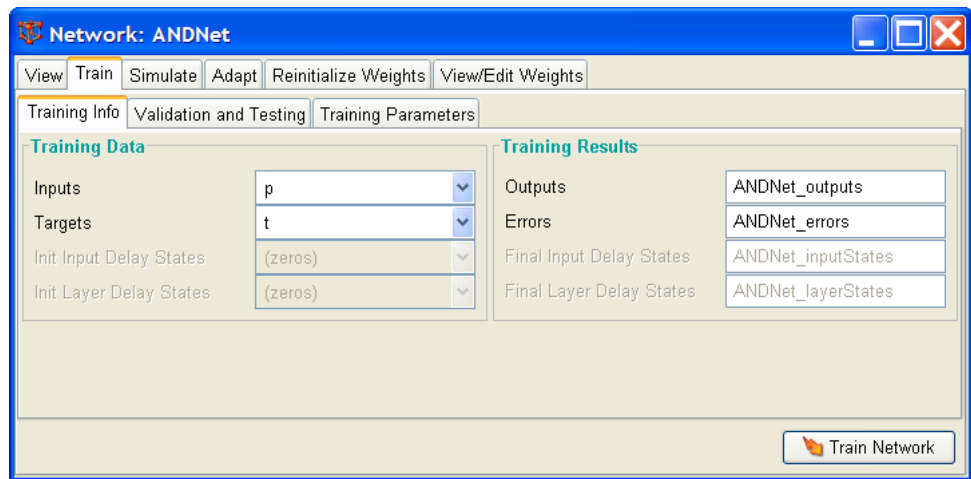 Network: ANDNet
View Train Simulate Adapt Reinitialize Weights View/Edit Weights
Training Info Validation and Testing Training Parameters
Training Data
Inputs p
Targets t
Init Input Delay States (zeros)
Init Layer Delay States (zeros)
Training Results
Outputs ANDNet_outputs
Errors ANDNet_errors
Final Input Delay States ANDNet_inputStates
Final Layer Delay States ANDNet_layerStates
Train Network